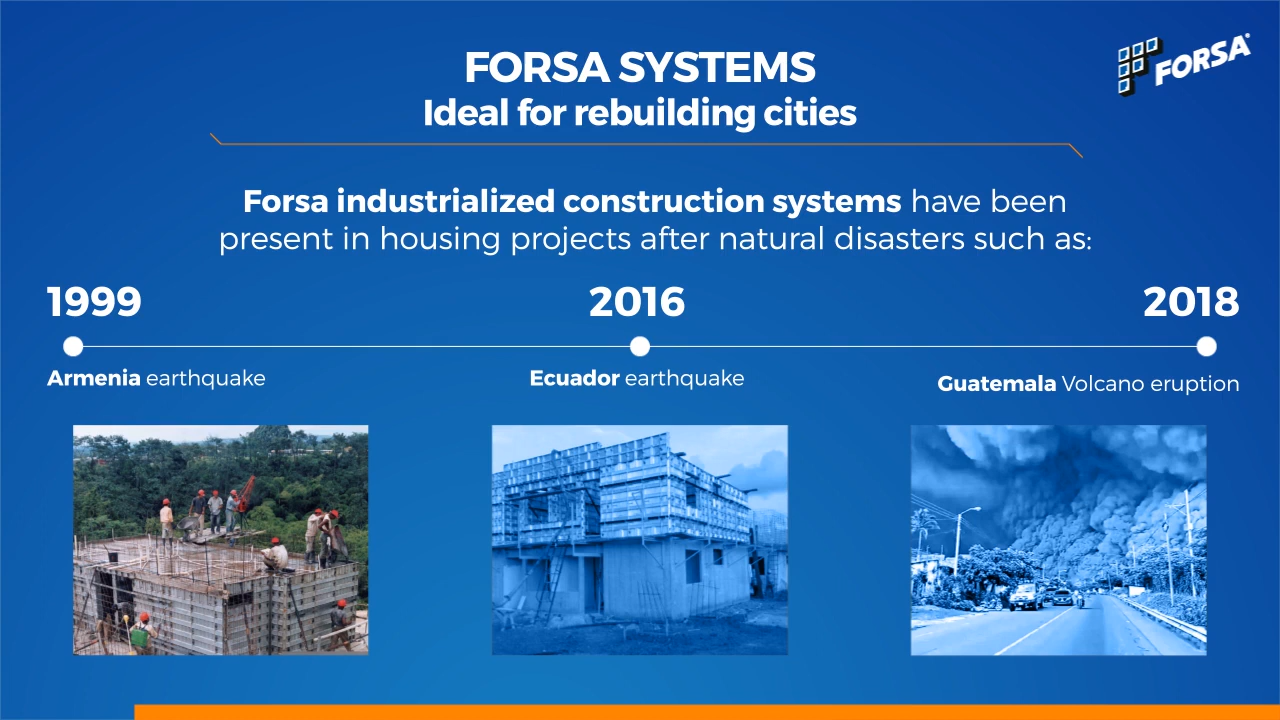 FORSA SYSTEMS
Ideal for rebuilding cities
FORSA®
Forsa industrialized construction systems have been
present in housing projects after natural disasters such as:
1999
2016
2018
Armenia earthquake
Ecuador earthquake
Guatemala Volcano eruption